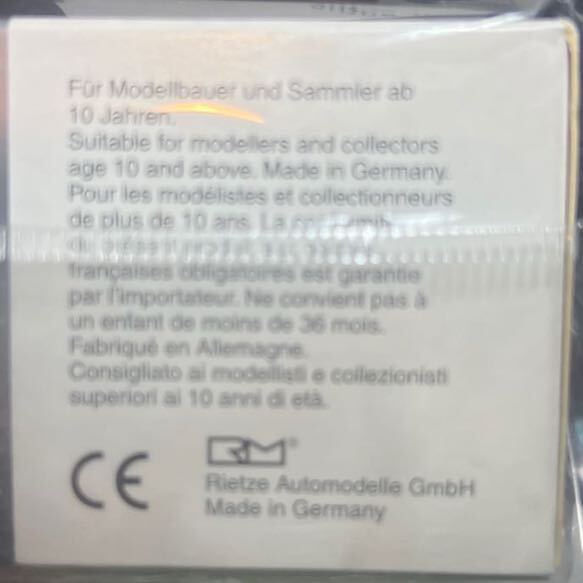 Für Modellbauer und Sammler ab
10 Jahren.
Suitable for modellers and collectors
age 10 and above. Made in Germany.
Pour les modélistes et collectionneurs
de plus de 10 ans. La
françaises obligatoires est garantie
par l'importateur. Ne convient pas à
un enfant de moins de 36 mois.
Fabriqué en Allemagne.
Consigliato ai modellisti e collezionisti
superiori ai 10 anni di età.
CE
RM®
Rietze Automodelle GmbH
Made in Germany